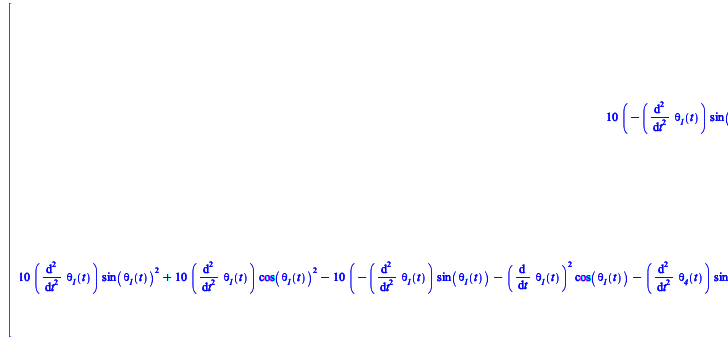 10 (−(d²/dt² θ₁(t)) sin(
10 (d²/dt² θ₁(t)) sin(θ₁(t))² + 10 (d²/dt² θ₁(t)) cos(θ₁(t))² − 10 (−(d²/dt² θ₁(t)) sin(θ₁(t)) − (d/dt θ₁(t))² cos(θ₁(t)) − (d²/dt² θ₄(t)) sin